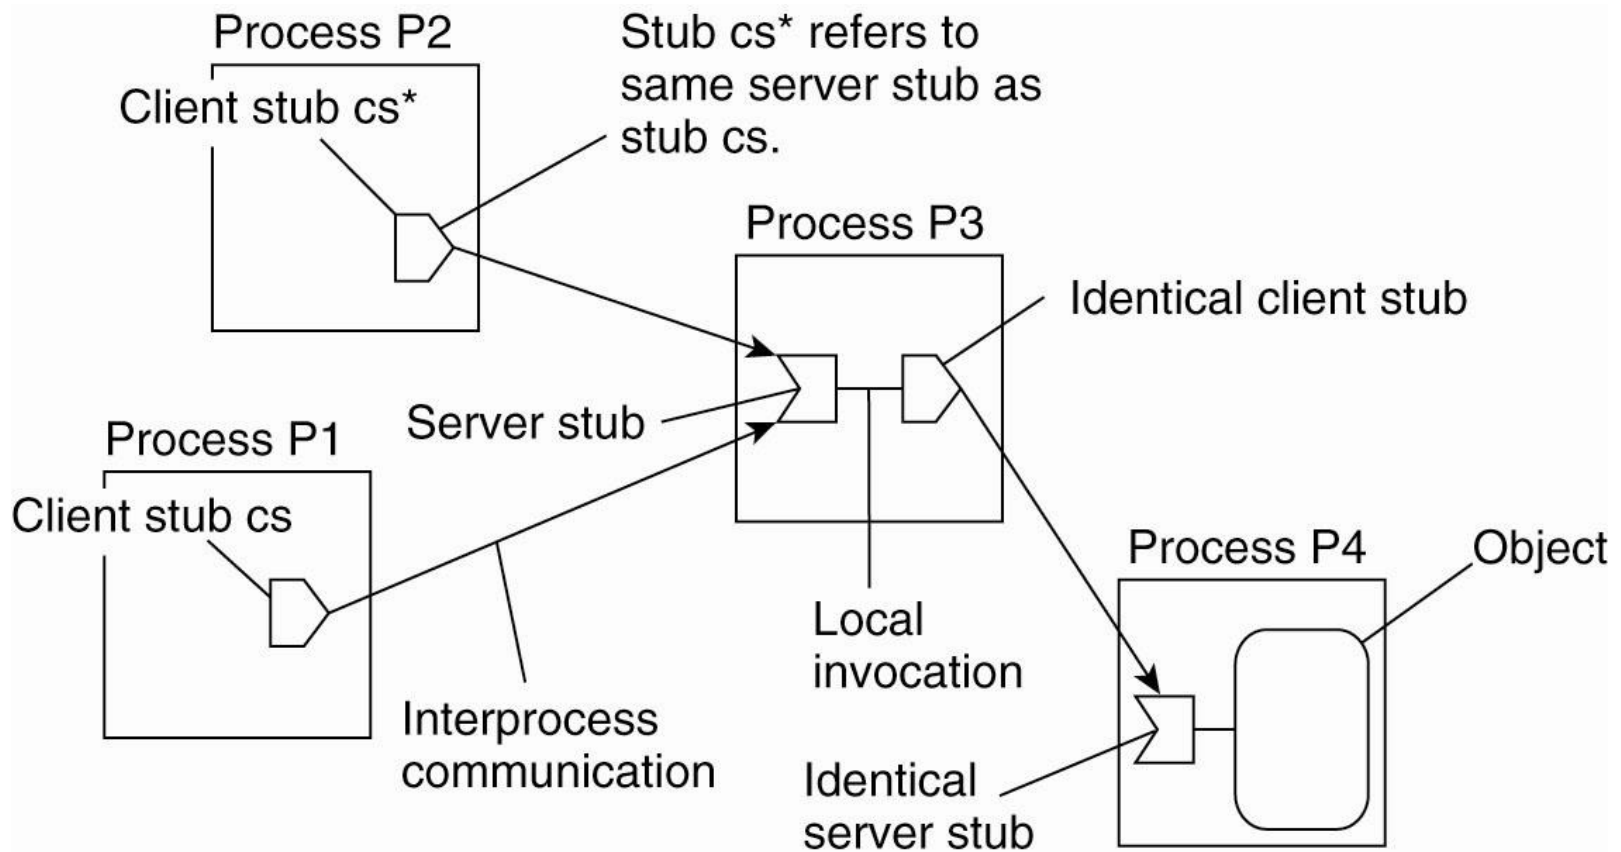 Process P2
Client stub cs*
Stub cs* refers to
same server stub as
stub cs.
Process P3
Identical client stub
Server stub
Process P1
Client stub cs
Interprocess
communication
Local
invocation
Process P4
Object
Identical
server stub